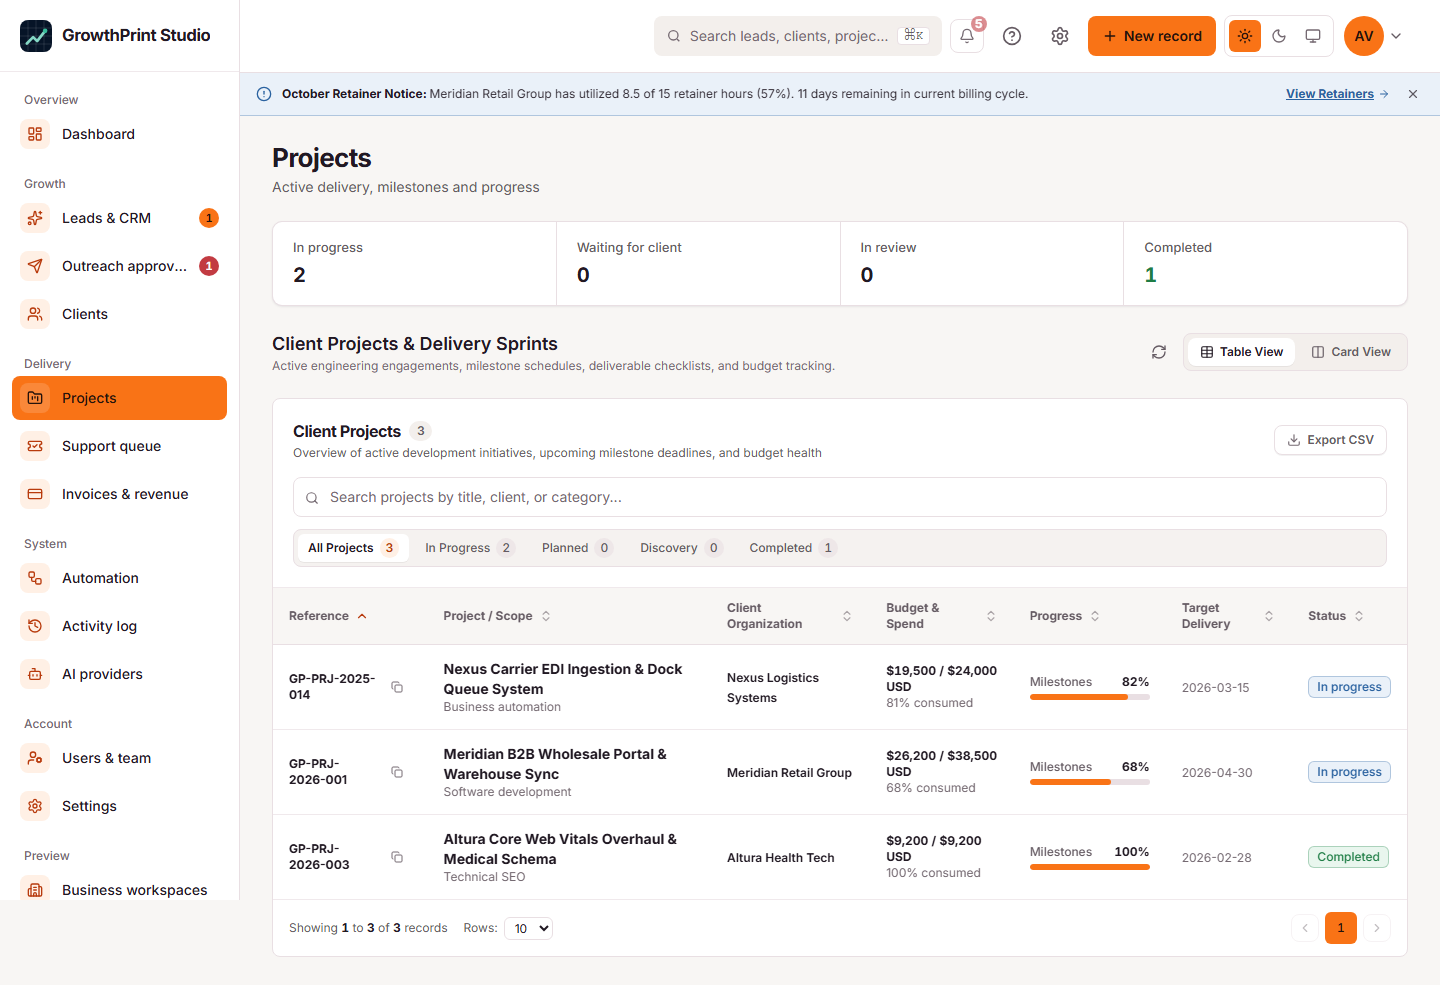 GrowthPrint Studio
Search leads, clients, projec...
⌘K
5
New record
AV
October Retainer Notice: Meridian Retail Group has utilized 8.5 of 15 retainer hours (57%). 11 days remaining in current billing cycle.
View Retainers
Overview
Dashboard
Growth
Leads & CRM
1
Outreach approv...
1
Clients
Delivery
Projects
Support queue
Invoices & revenue
System
Automation
Activity log
AI providers
Account
Users & team
Settings
Preview
Business workspaces
Projects
Active delivery, milestones and progress
In progress
2
Waiting for client
0
In review
0
Completed
1
Client Projects & Delivery Sprints
Active engineering engagements, milestone schedules, deliverable checklists, and budget tracking.
Table View
Card View
Client Projects 3
Overview of active development initiatives, upcoming milestone deadlines, and budget health
Export CSV
Search projects by title, client, or category...
All Projects 3
In Progress 2
Planned 0
Discovery 0
Completed 1
Reference
Project / Scope
Client
Organization
Budget &
Spend
Progress
Target
Delivery
Status
GP-PRJ-2025-
014
Nexus Carrier EDI Ingestion & Dock
Queue System
Business automation
Nexus Logistics
Systems
$19,500 / $24,000
USD
81% consumed
Milestones 82%
2026-03-15
In progress
GP-PRJ-
2026-001
Meridian B2B Wholesale Portal &
Warehouse Sync
Software development
Meridian Retail Group
$26,200 / $38,500
USD
68% consumed
Milestones 68%
2026-04-30
In progress
GP-PRJ-
2026-003
Altura Core Web Vitals Overhaul &
Medical Schema
Technical SEO
Altura Health Tech
$9,200 / $9,200
USD
100% consumed
Milestones 100%
2026-02-28
Completed
Showing 1 to 3 of 3 records
Rows: 10
1